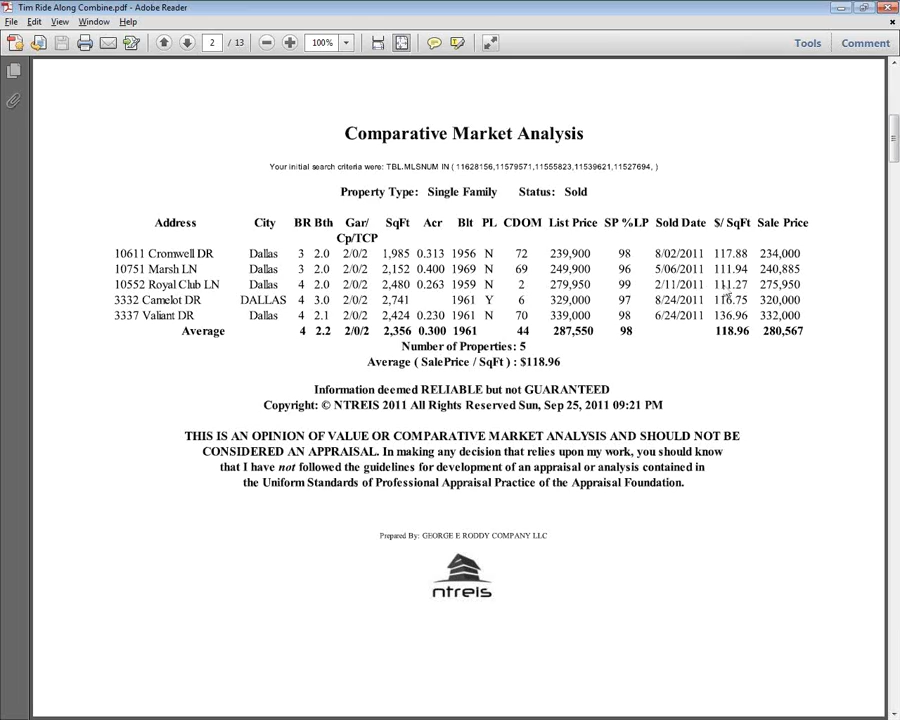 Tim Ride Along Combine.pdf - Adobe Reader
File Edit View Window Help
2 / 13 100% Tools Comment
Comparative Market Analysis
Your initial search criteria were: TBL.MLSNUM IN ( 11628156,11579571,11555823,11539621,11527694, )
Property Type: Single Family Status: Sold
Address City BR Bth Gar/ Cp/TCP SqFt Acr Blt PL CDOM List Price SP %LP Sold Date $/ SqFt Sale Price
10611 Cromwell DR Dallas 3 2.0 2/0/2 1,985 0.313 1956 N 72 239,900 98 8/02/2011 117.88 234,000
10751 Marsh LN Dallas 3 2.0 2/0/2 2,152 0.400 1969 N 69 249,900 96 5/06/2011 111.94 240,885
10552 Royal Club LN Dallas 4 2.0 2/0/2 2,480 0.263 1959 N 2 279,950 99 2/11/2011 111.27 275,950
3332 Camelot DR DALLAS 4 3.0 2/0/2 2,741 1961 Y 6 329,000 97 8/24/2011 116.75 320,000
3337 Valiant DR Dallas 4 2.1 2/0/2 2,424 0.230 1961 N 70 339,000 98 6/24/2011 136.96 332,000
Average 4 2.2 2/0/2 2,356 0.300 1961 44 287,550 98 118.96 280,567
Number of Properties: 5
Average ( SalePrice / SqFt ) : $118.96
Information deemed RELIABLE but not GUARANTEED
Copyright: © NTREIS 2011 All Rights Reserved Sun, Sep 25, 2011 09:21 PM
THIS IS AN OPINION OF VALUE OR COMPARATIVE MARKET ANALYSIS AND SHOULD NOT BE
CONSIDERED AN APPRAISAL. In making any decision that relies upon my work, you should know
that I have not followed the guidelines for development of an appraisal or analysis contained in
the Uniform Standards of Professional Appraisal Practice of the Appraisal Foundation.
Prepared By: GEORGE E RODDY COMPANY LLC
ntreis